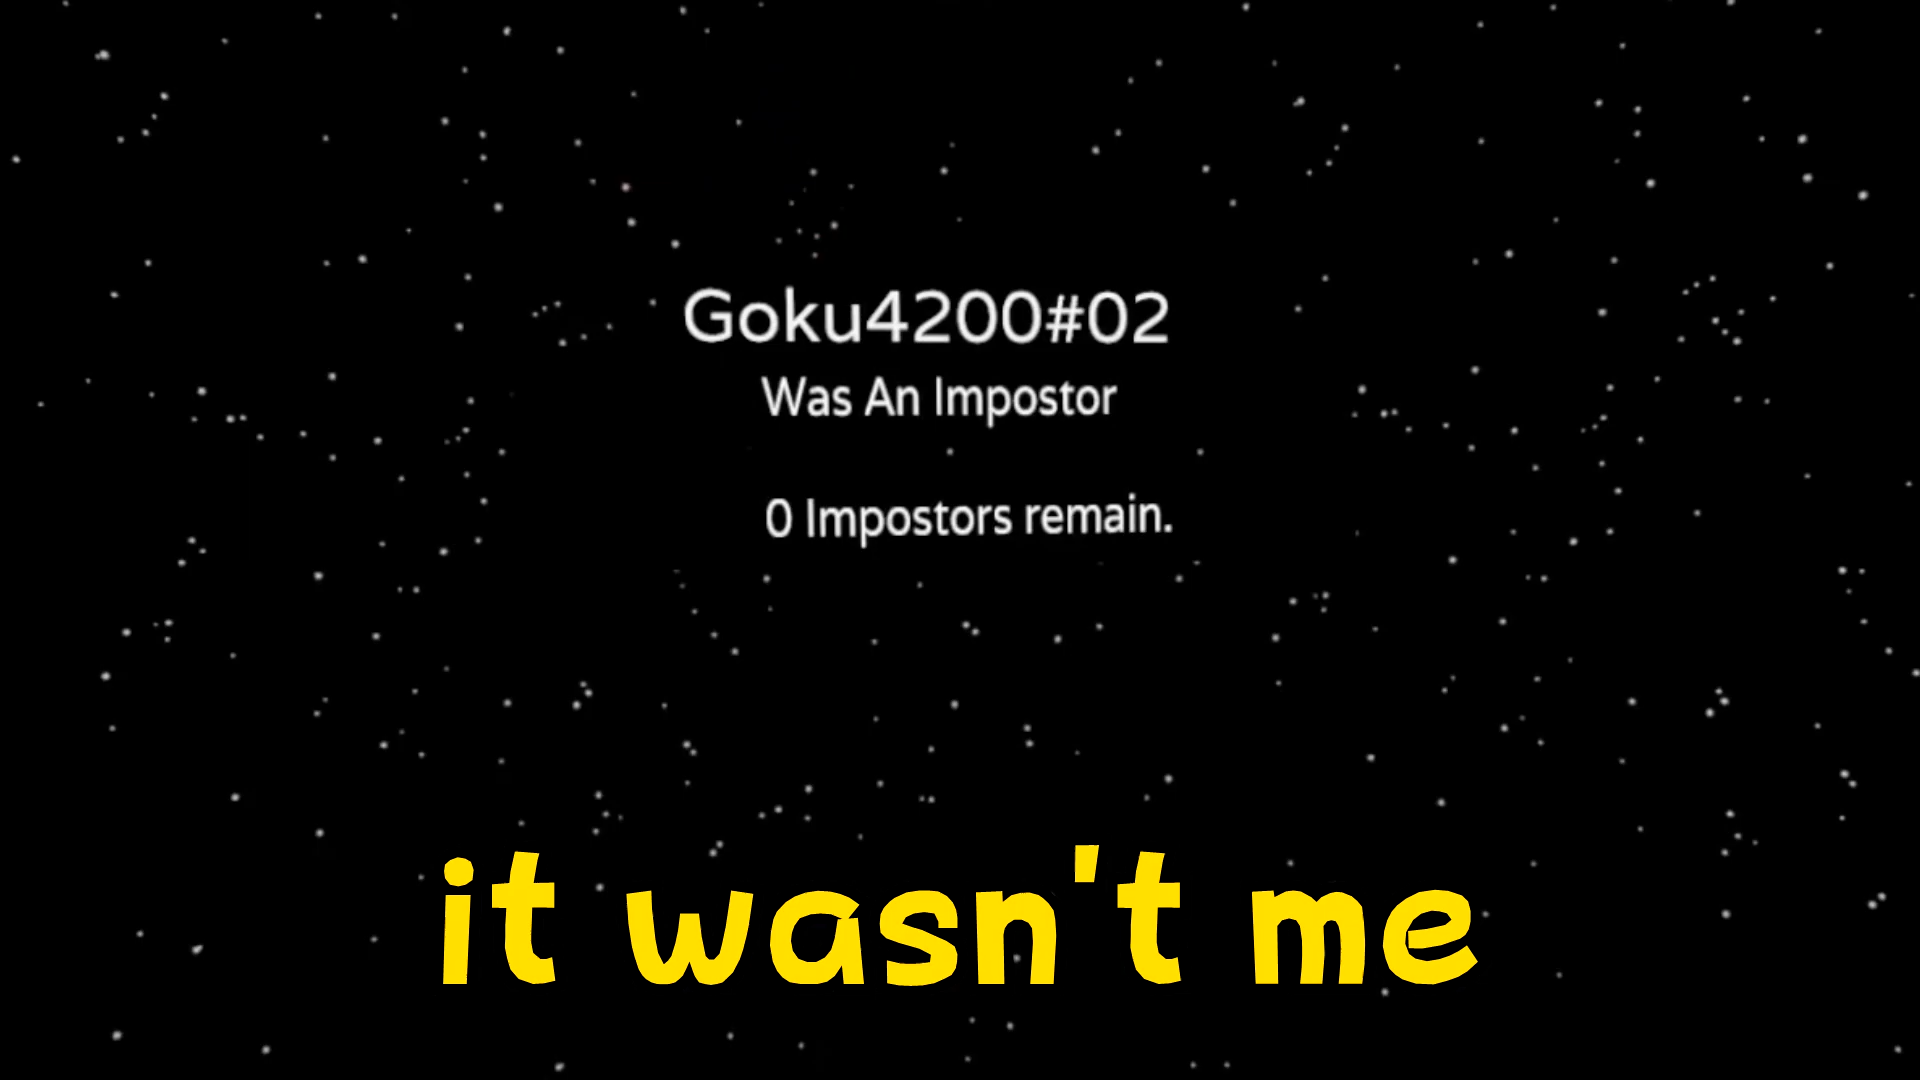 Goku4200#02
Was An Impostor
0 Impostors remain.
it wasn't me